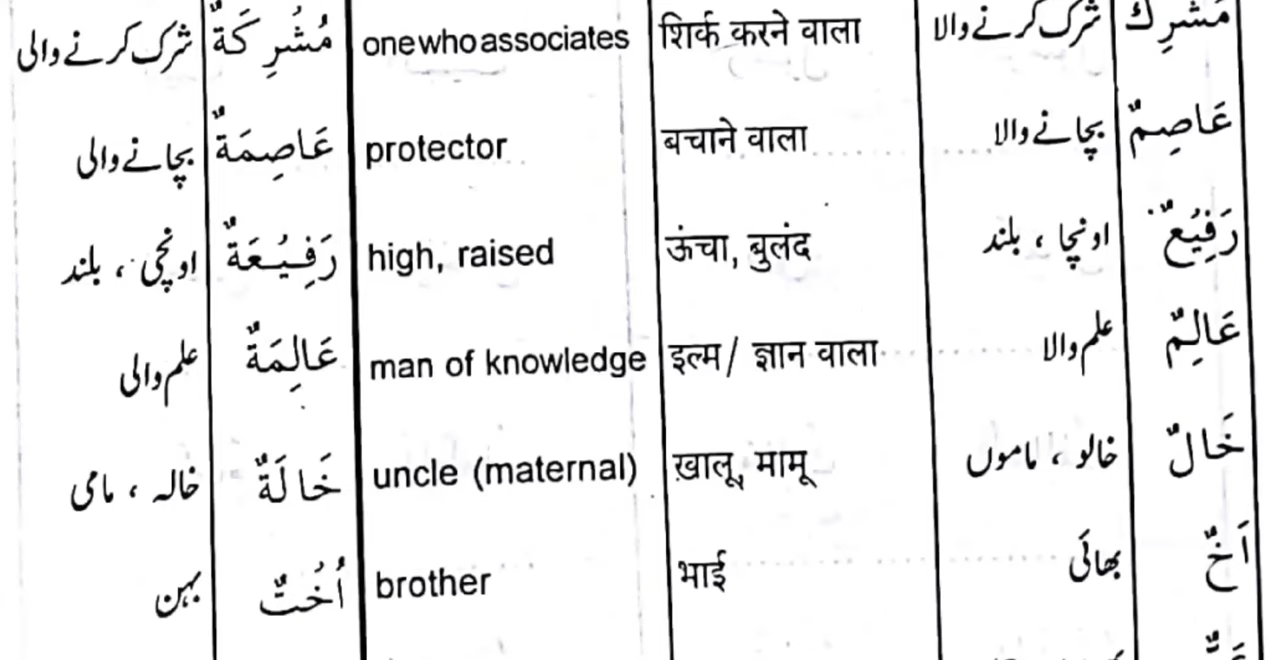 مُشْرِكٌ شرک کرنے والا शिर्क करने वाला one who associates مُشْرِكَةٌ شرک کرنے والی
عَاصِمٌ بچانے والا बचाने वाला protector عَاصِمَةٌ بچانے والی
رَفِيْعٌ اونچا ، بلند ऊंचा, बुलंद high, raised رَفِيْعَةٌ اونچی ، بلند
عَالِمٌ علم والا इल्म/ ज्ञान वाला man of knowledge عَالِمَةٌ علم والی
خَالٌ خالو ، ماموں ख़ालू, मामू uncle (maternal) خَالَةٌ خالہ ، مامی
اَخٌ بھائی भाई brother اُخْتٌ بہن